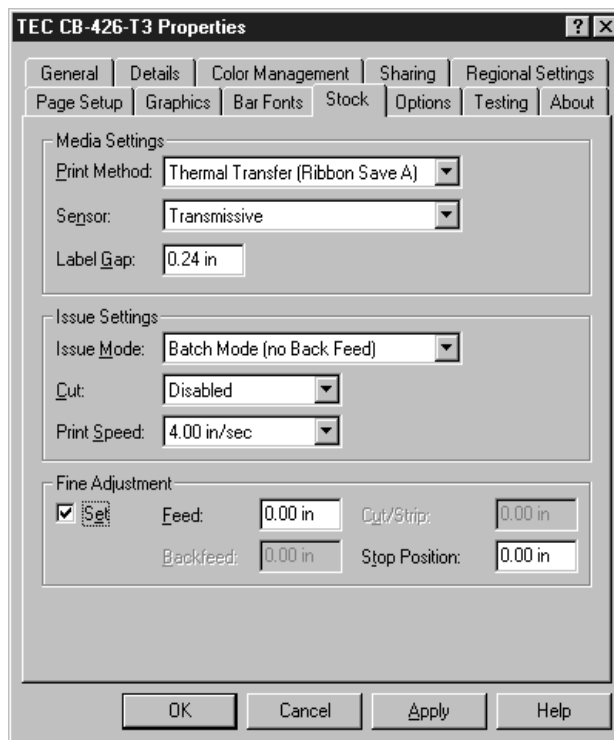 TEC CB-426-T3 Properties
General Details Color Management Sharing Regional Settings
Page Setup Graphics Bar Fonts Stock Options Testing About
Media Settings
Print Method: Thermal Transfer (Ribbon Save A)
Sensor: Transmissive
Label Gap: 0.24 in
Issue Settings
Issue Mode: Batch Mode (no Back Feed)
Cut: Disabled
Print Speed: 4.00 in/sec
Fine Adjustment
Set Feed: 0.00 in Cut/Strip: 0.00 in
Backfeed: 0.00 in Stop Position: 0.00 in
OK Cancel Apply Help